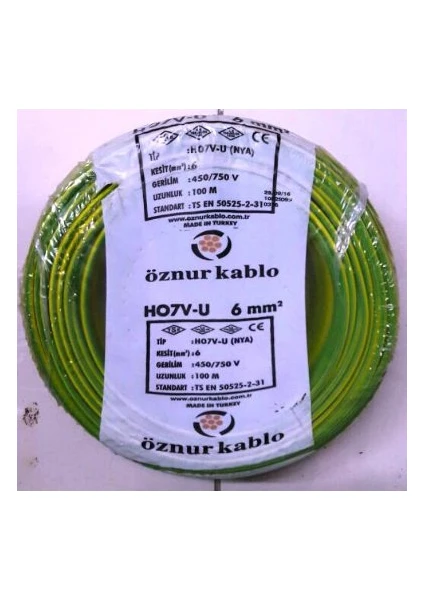 HO7V-U 6 mm²
TSE CE
TİP :HO7V-U (NYA)
KESİT(mm²):6
GERİLİM :450/750 V
UZUNLUK :100 M
STANDART :TS EN 50525-2-31
www.oznurkablo.com.tr
MADE IN TURKEY
öznur kablo
HO7V-U 6 mm²
TSE CE
TİP :HO7V-U (NYA)
KESİT(mm²):6
GERİLİM :450/750 V
UZUNLUK :100 M
STANDART :TS EN 50525-2-31
www.oznurkablo.com.tr
MADE IN TURKEY
öznur kablo